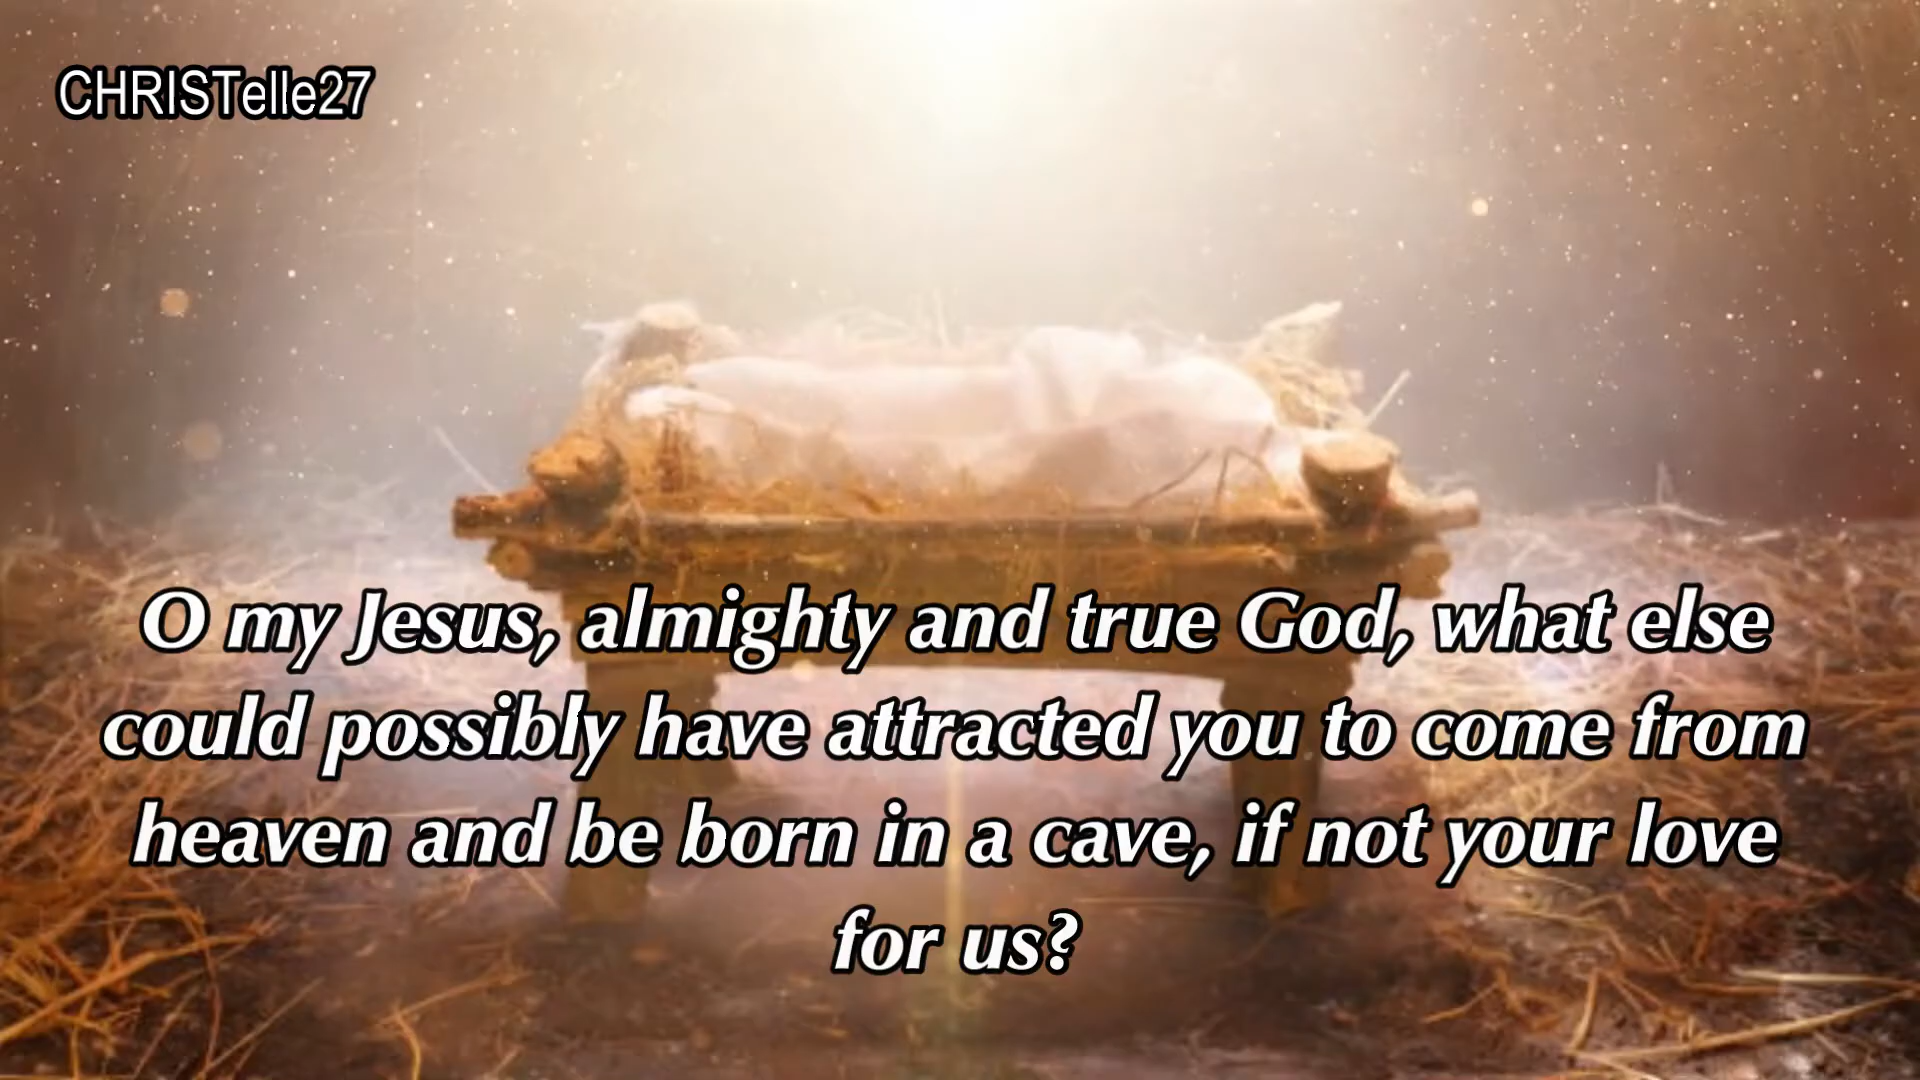 CHRISTelle27
O my Jesus, almighty and true God, what else
could possibly have attracted you to come from
heaven and be born in a cave, if not your love
for us?